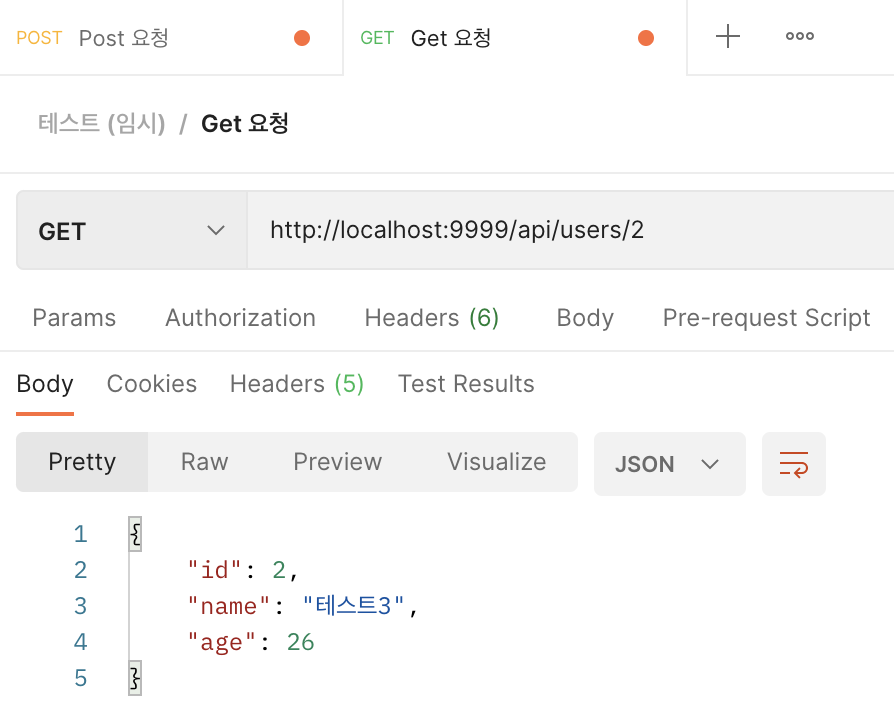 POST Post 요청 GET Get 요청
테스트 (임시) / Get 요청
GET http://localhost:9999/api/users/2
Params Authorization Headers (6) Body Pre-request Script
Body Cookies Headers (5) Test Results
Pretty Raw Preview Visualize JSON
1 {
2 "id": 2,
3 "name": "테스트3",
4 "age": 26
5 }